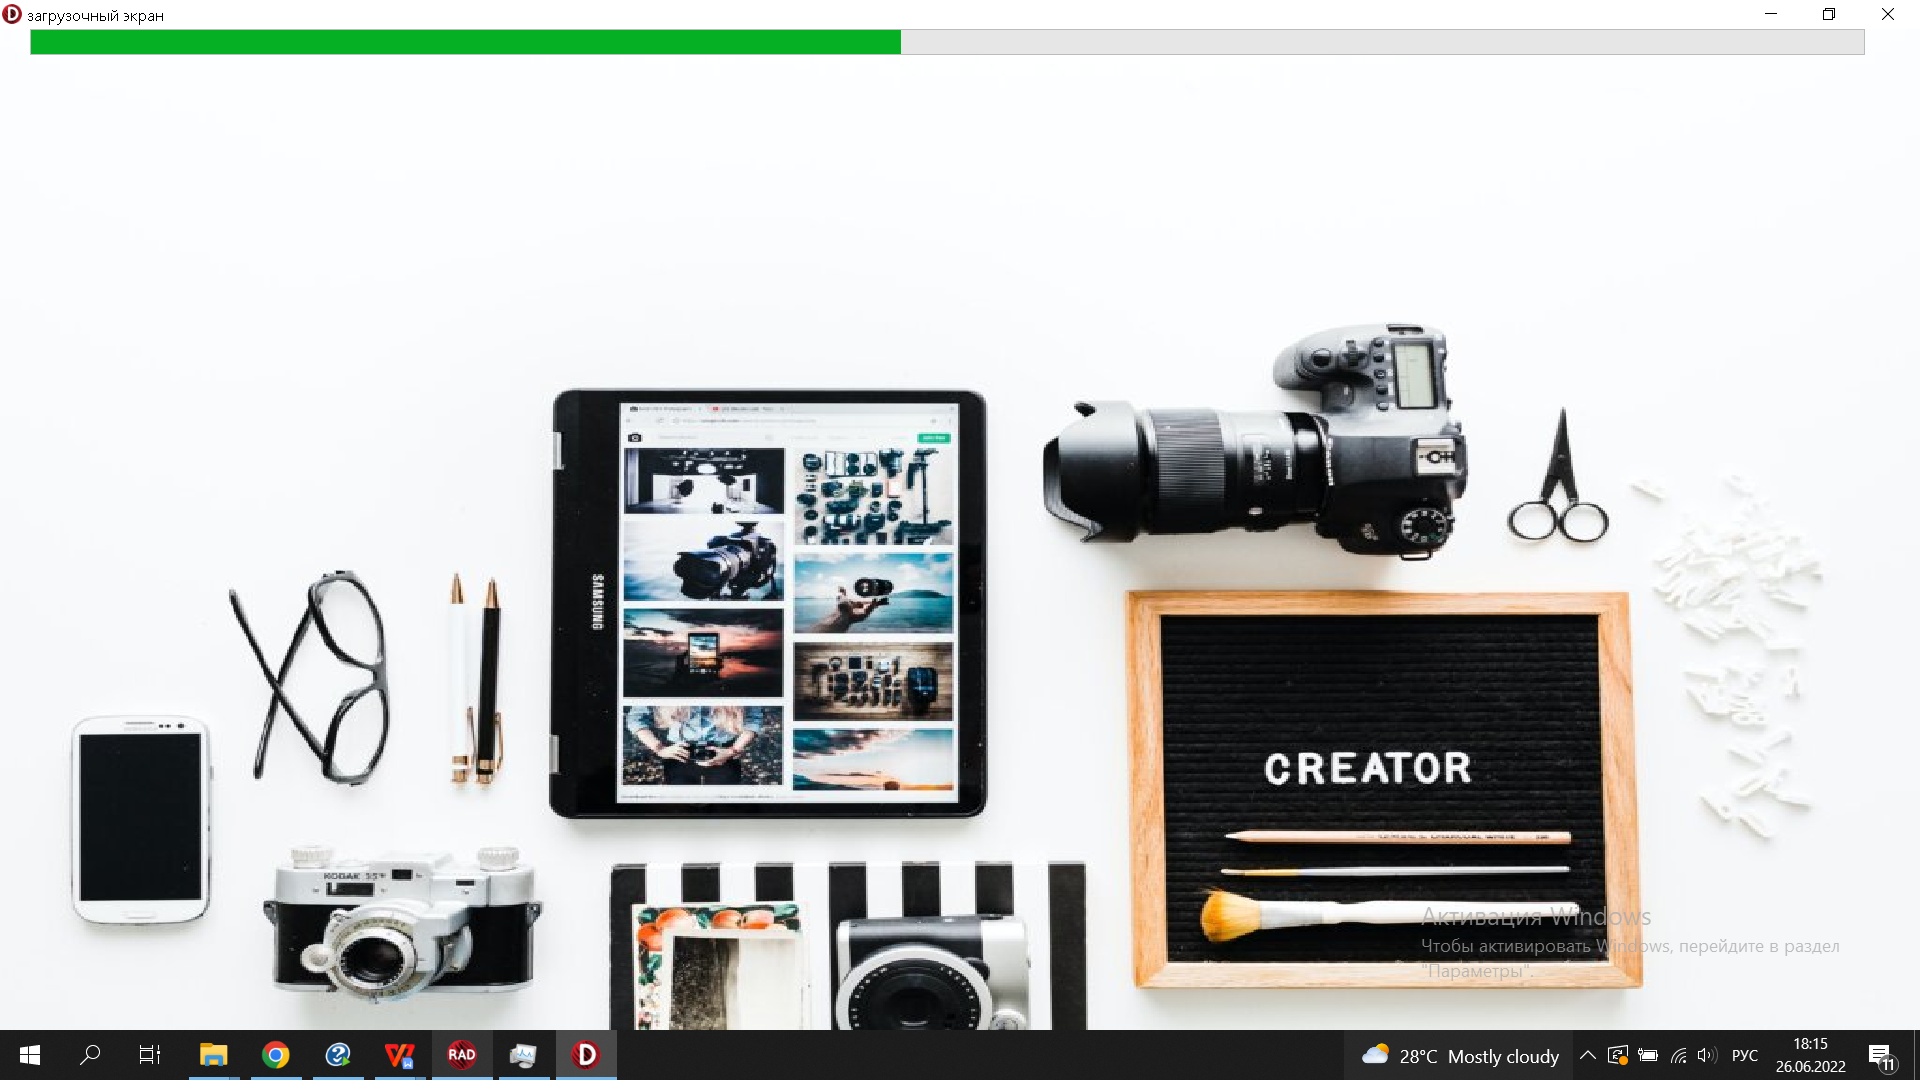 загрузочный экран
SAMSUNG
KODAK 35
CREATOR
Активация Windows
Чтобы активировать Windows, перейдите в раздел
"Параметры".
RAD
D
28°C Mostly cloudy
РУС
18:15
26.06.2022
11